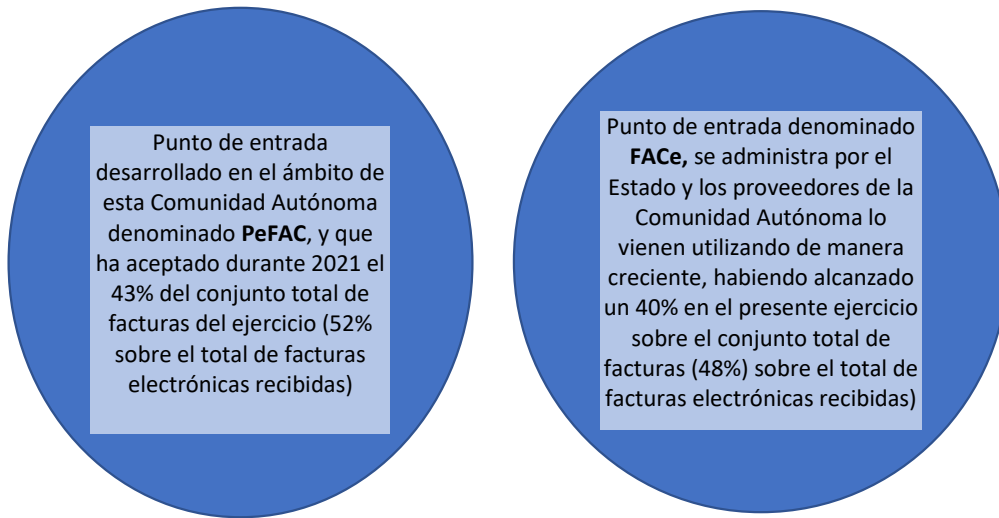 Punto de entrada
desarrollado en el ámbito de
esta Comunidad Autónoma
denominado PeFAC, y que
ha aceptado durante 2021 el
43% del conjunto total de
facturas del ejercicio (52%
sobre el total de facturas
electrónicas recibidas)
Punto de entrada denominado
FACe, se administra por el
Estado y los proveedores de la
Comunidad Autónoma lo
vienen utilizando de manera
creciente, habiendo alcanzado
un 40% en el presente ejercicio
sobre el conjunto total de
facturas (48%) sobre el total de
facturas electrónicas recibidas)